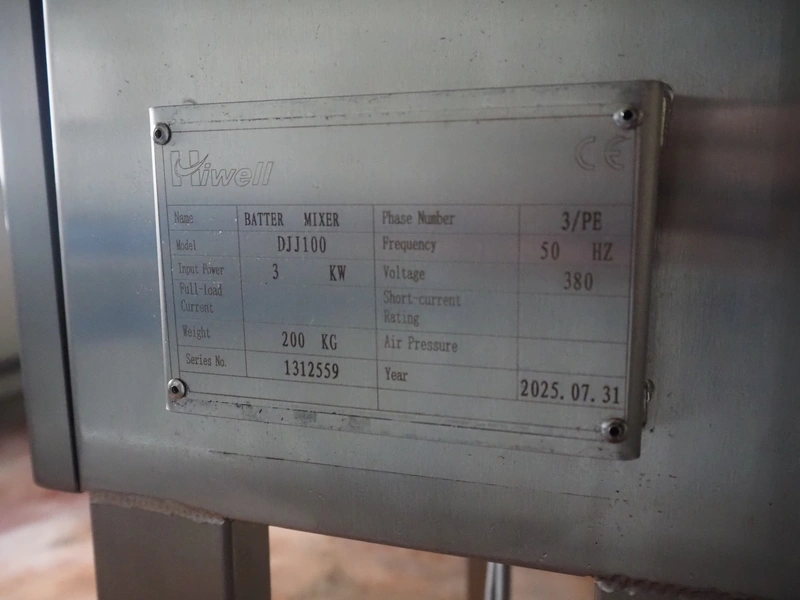 Hiwell CE
Name BATTER MIXER Phase Number 3/PE
Model DJJ100 Frequency 50 HZ
Input Power 3 KW Voltage 380
Full-load Current Short-current Rating
Weight 200 KG Air Pressure
Series No. 1312559 Year 2025.07.31